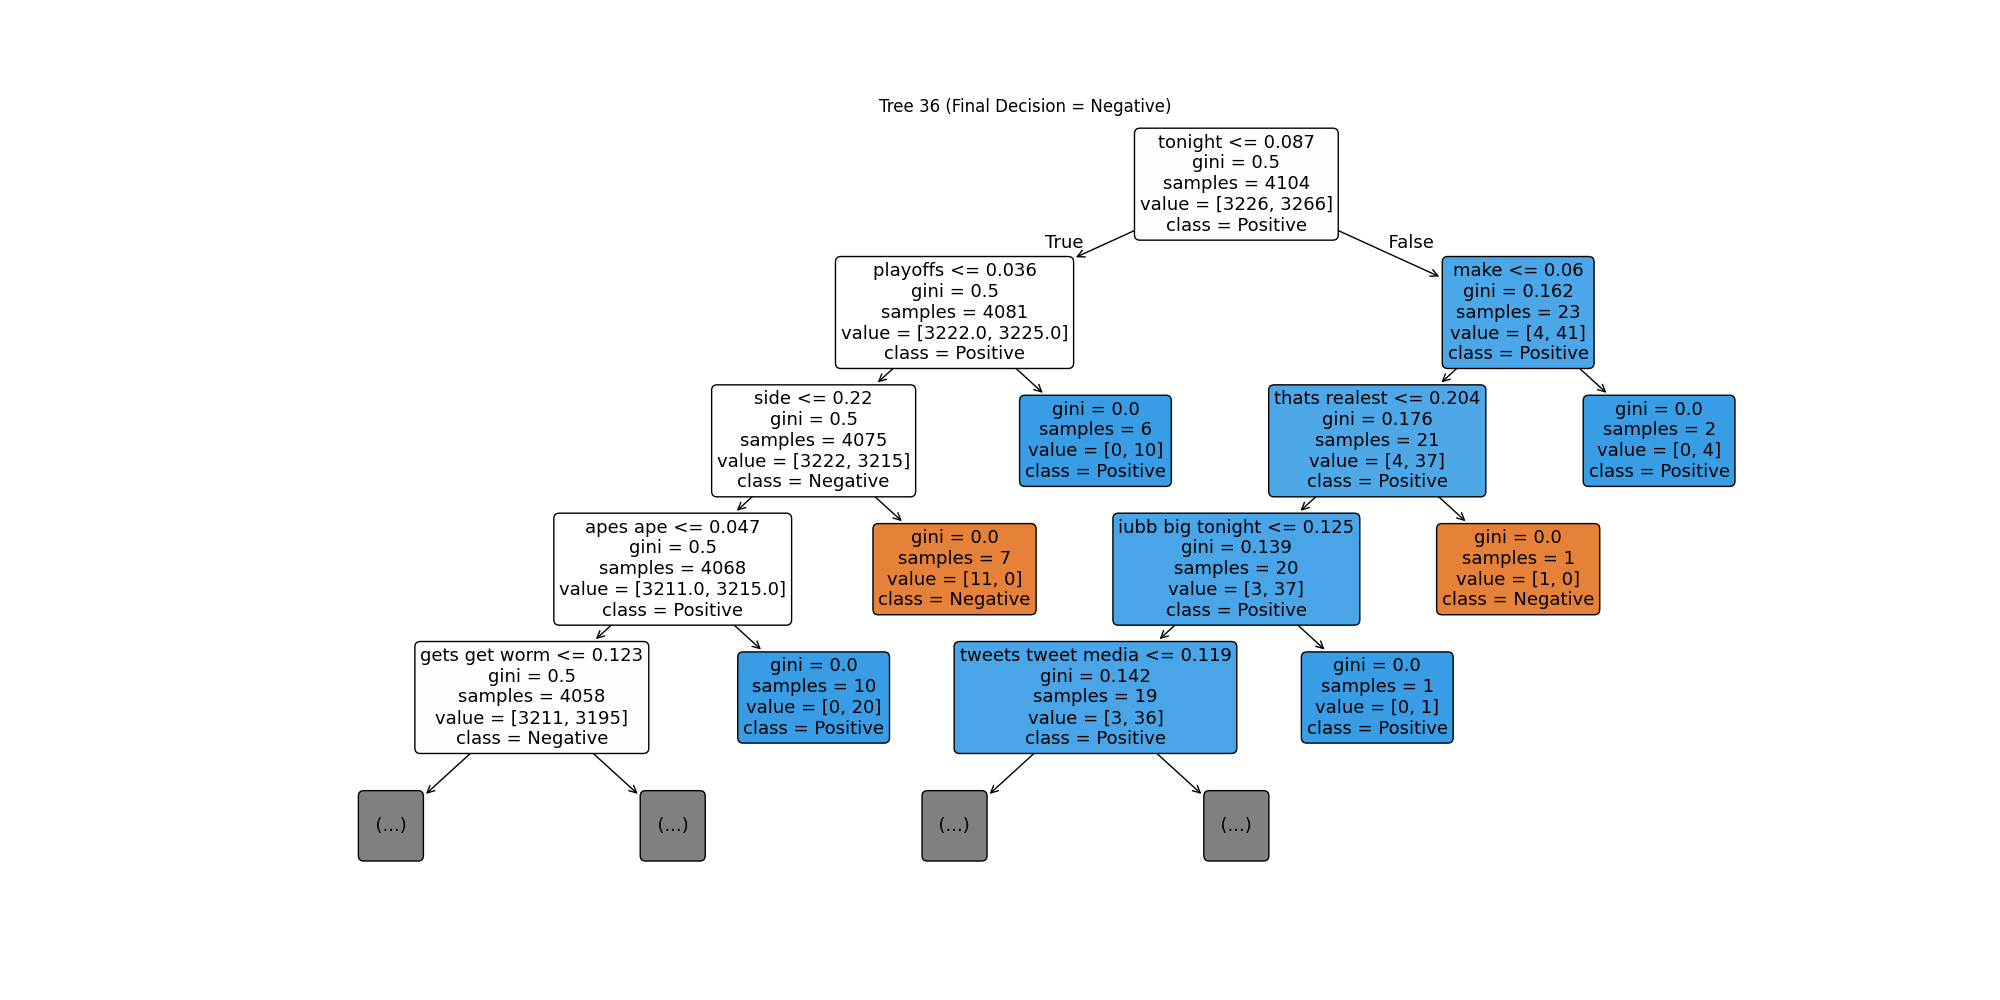 Tree 36 (Final Decision = Negative)
tonight <= 0.087
gini = 0.5
samples = 4104
value = [3226, 3266]
class = Positive
True
False
playoffs <= 0.036
gini = 0.5
samples = 4081
value = [3222.0, 3225.0]
class = Positive
make <= 0.06
gini = 0.162
samples = 23
value = [4, 41]
class = Positive
side <= 0.22
gini = 0.5
samples = 4075
value = [3222, 3215]
class = Negative
gini = 0.0
samples = 6
value = [0, 10]
class = Positive
thats realest <= 0.204
gini = 0.176
samples = 21
value = [4, 37]
class = Positive
gini = 0.0
samples = 2
value = [0, 4]
class = Positive
apes ape <= 0.047
gini = 0.5
samples = 4068
value = [3211.0, 3215.0]
class = Positive
gini = 0.0
samples = 7
value = [11, 0]
class = Negative
iubb big tonight <= 0.125
gini = 0.139
samples = 20
value = [3, 37]
class = Positive
gini = 0.0
samples = 1
value = [1, 0]
class = Negative
gets get worm <= 0.123
gini = 0.5
samples = 4058
value = [3211, 3195]
class = Negative
gini = 0.0
samples = 10
value = [0, 20]
class = Positive
tweets tweet media <= 0.119
gini = 0.142
samples = 19
value = [3, 36]
class = Positive
gini = 0.0
samples = 1
value = [0, 1]
class = Positive
(...)
(...)
(...)
(...)